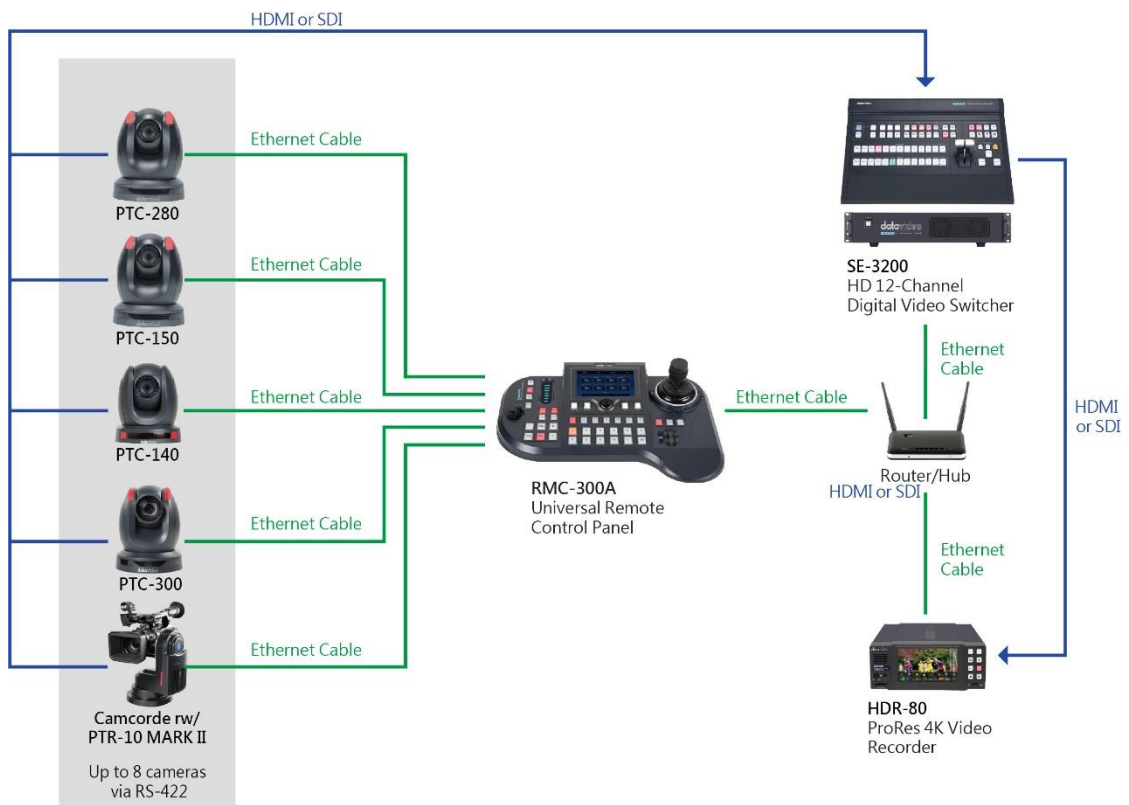 HDMI or SDI
Ethernet Cable
PTC-280
Ethernet Cable
PTC-150
Ethernet Cable
PTC-140
Ethernet Cable
PTC-300
Ethernet Cable
Camcorde rw/
PTR-10 MARK II
Up to 8 cameras
via RS-422
RMC-300A
Universal Remote
Control Panel
Ethernet Cable
datavideo
SE-3200
HD 12-Channel
Digital Video Switcher
Ethernet
Cable
HDMI
or SDI
Router/Hub
HDMI or SDI
Ethernet
Cable
HDR-80
ProRes 4K Video
Recorder